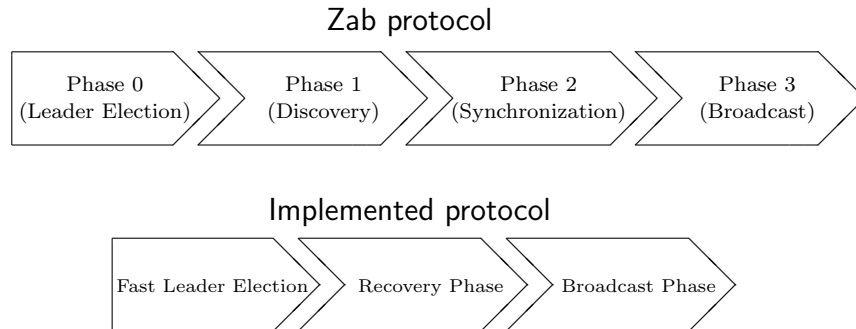 Zab protocol
Phase 0
(Leader Election)
Phase 1
(Discovery)
Phase 2
(Synchronization)
Phase 3
(Broadcast)
Implemented protocol
Fast Leader Election
Recovery Phase
Broadcast Phase